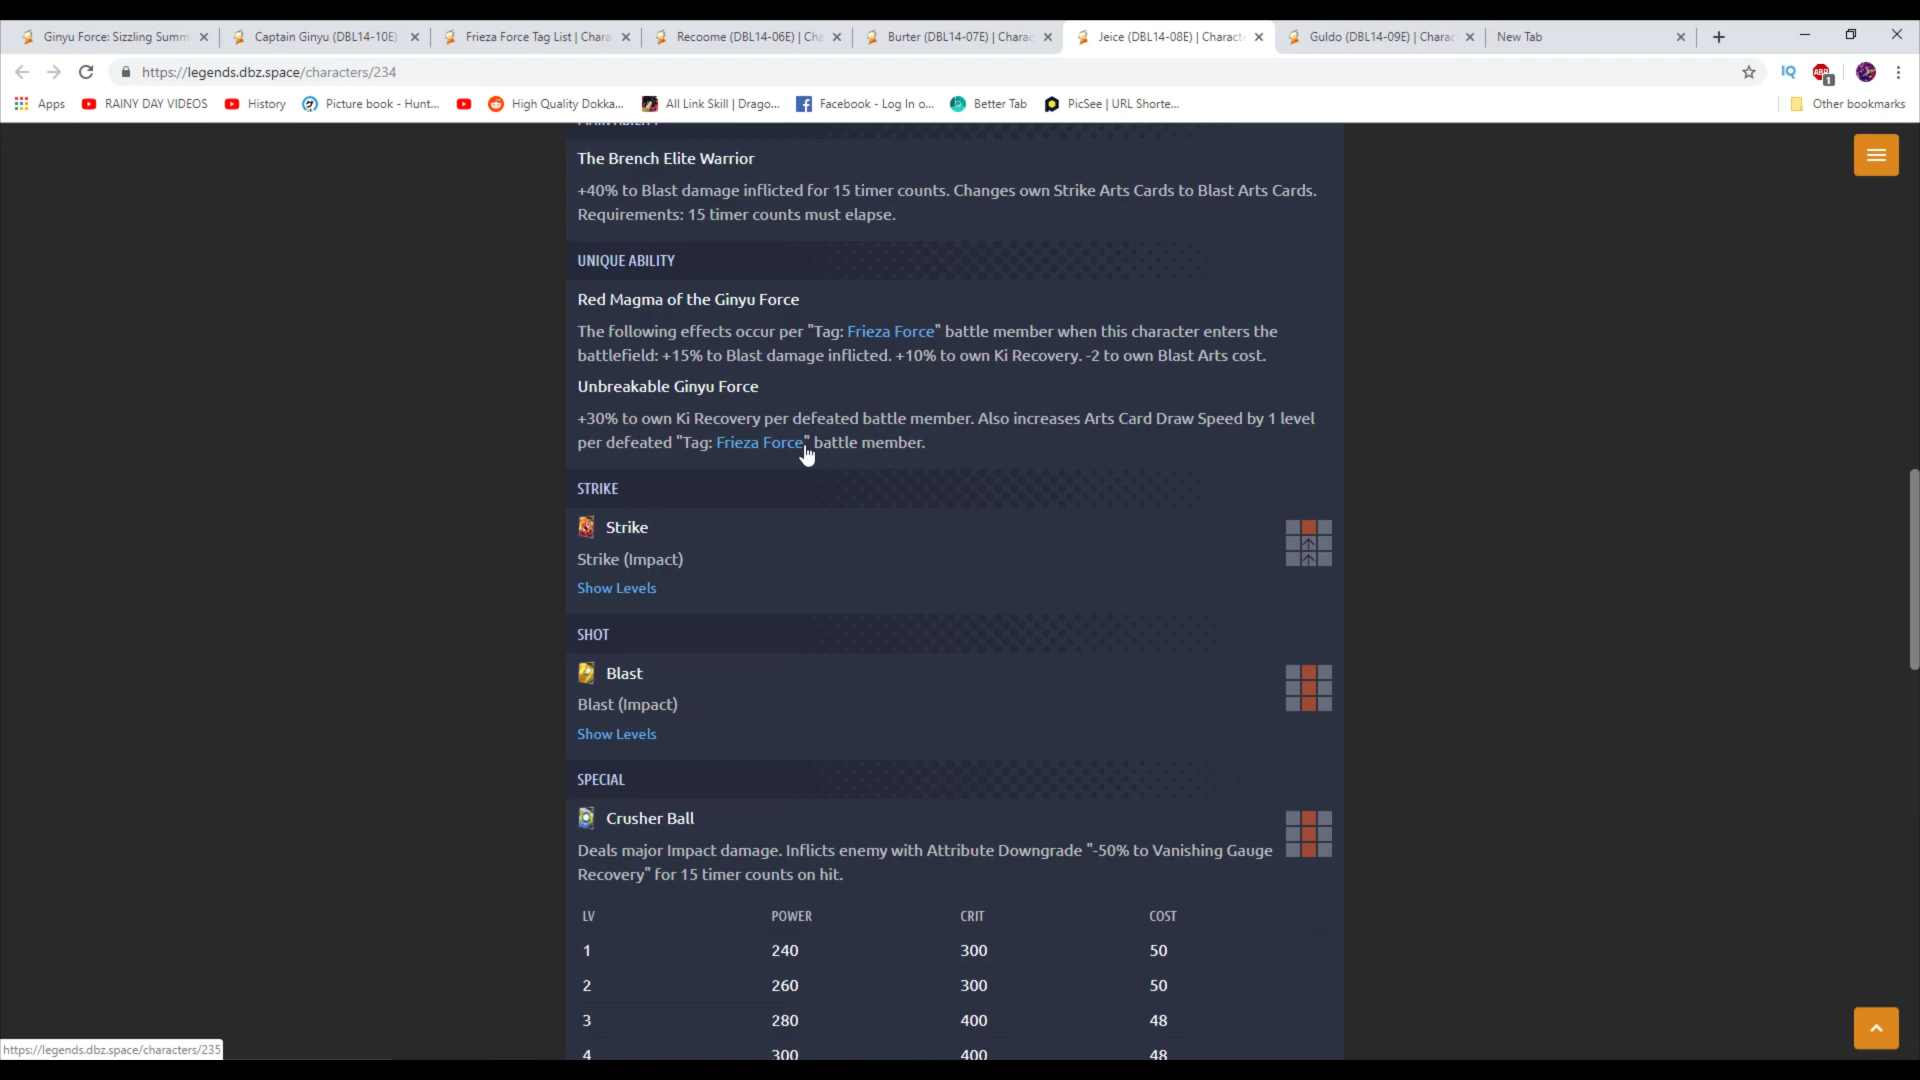 Ginyu Force: Sizzling Summ
Captain Ginyu (DBL14-10E)
Frieza Force Tag List | Chara
Recoome (DBL14-06E) | Cha
Burter (DBL14-07E) | Charac
Jeice (DBL14-08E) | Charact
Guldo (DBL14-09E) | Charac
New Tab
https://legends.dbz.space/characters/234
IQ
ABP
1
Apps
RAINY DAY VIDEOS
History
Picture book - Hunt...
High Quality Dokka...
All Link Skill | Drago...
Facebook - Log In o...
Better Tab
PicSee | URL Shorte...
Other bookmarks
MAIN ABILITY
The Brench Elite Warrior
+40% to Blast damage inflicted for 15 timer counts. Changes own Strike Arts Cards to Blast Arts Cards.
Requirements: 15 timer counts must elapse.
UNIQUE ABILITY
Red Magma of the Ginyu Force
The following effects occur per "Tag: Frieza Force" battle member when this character enters the
battlefield: +15% to Blast damage inflicted. +10% to own Ki Recovery. -2 to own Blast Arts cost.
Unbreakable Ginyu Force
+30% to own Ki Recovery per defeated battle member. Also increases Arts Card Draw Speed by 1 level
per defeated "Tag: Frieza Force" battle member.
STRIKE
Strike
Strike (Impact)
Show Levels
SHOT
Blast
Blast (Impact)
Show Levels
SPECIAL
Crusher Ball
Deals major Impact damage. Inflicts enemy with Attribute Downgrade "-50% to Vanishing Gauge
Recovery" for 15 timer counts on hit.
LV POWER CRIT COST
1 240 300 50
2 260 300 50
3 280 400 48
4 300 400 48
https://legends.dbz.space/characters/235